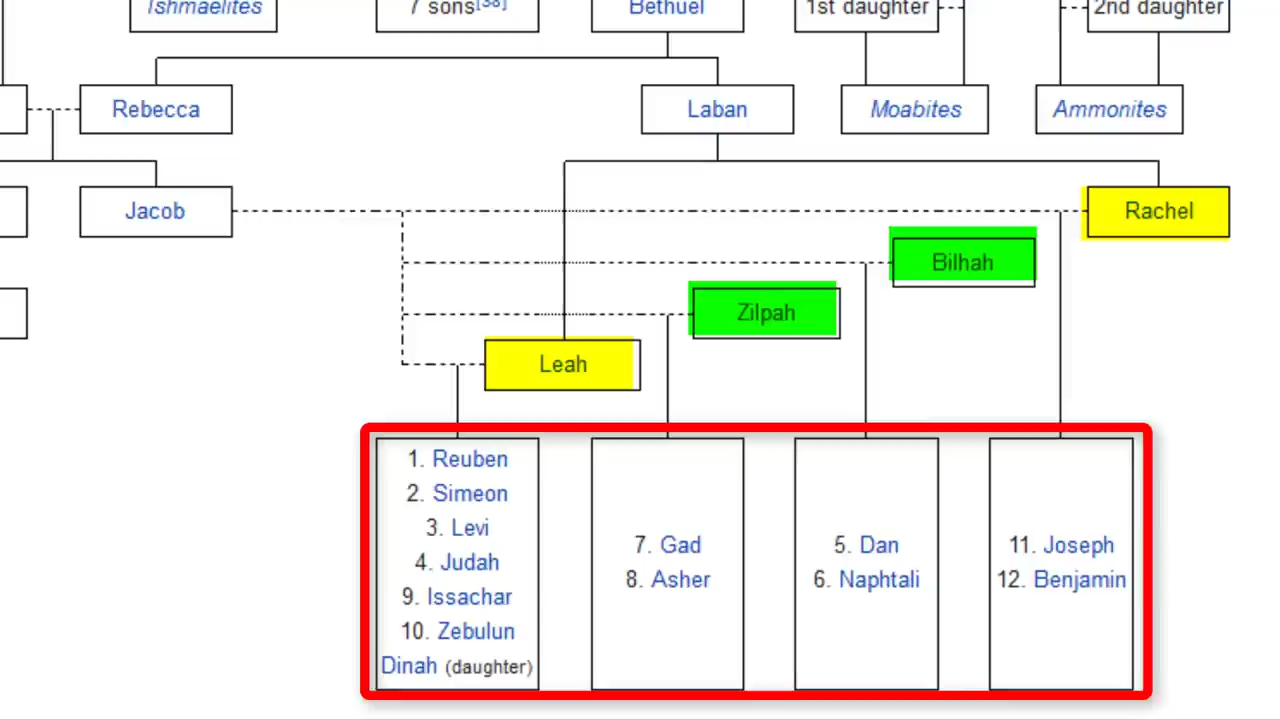 Ishmaelites
7 sons[38]
Bethuel
1st daughter
2nd daughter
Rebecca
Laban
Moabites
Ammonites
Jacob
Rachel
Bilhah
Zilpah
Leah
1. Reuben
2. Simeon
3. Levi
4. Judah
9. Issachar
10. Zebulun
Dinah (daughter)
7. Gad
8. Asher
5. Dan
6. Naphtali
11. Joseph
12. Benjamin